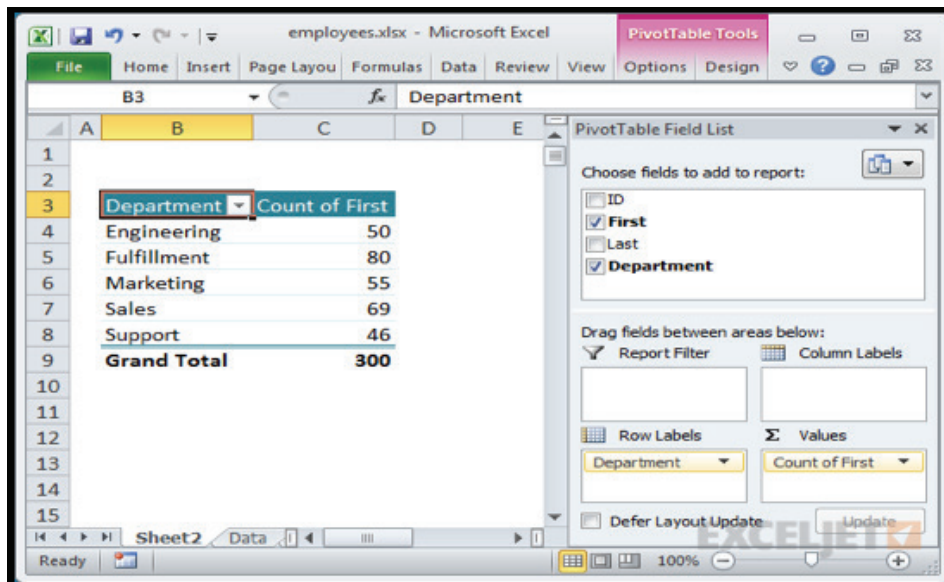 employees.xlsx - Microsoft Excel
PivotTable Tools
File Home Insert Page Layou Formulas Data Review View Options Design
B3 fx Department
A B C D E
PivotTable Field List
1
2
3 Department Count of First
4 Engineering 50
5 Fulfillment 80
6 Marketing 55
7 Sales 69
8 Support 46
9 Grand Total 300
10
11
12
13
14
15
Choose fields to add to report:
ID
First
Last
Department
Drag fields between areas below:
Report Filter Column Labels
Row Labels Σ Values
Department Count of First
Defer Layout Update Update
EXCELJET
Sheet2 Data
Ready 100%